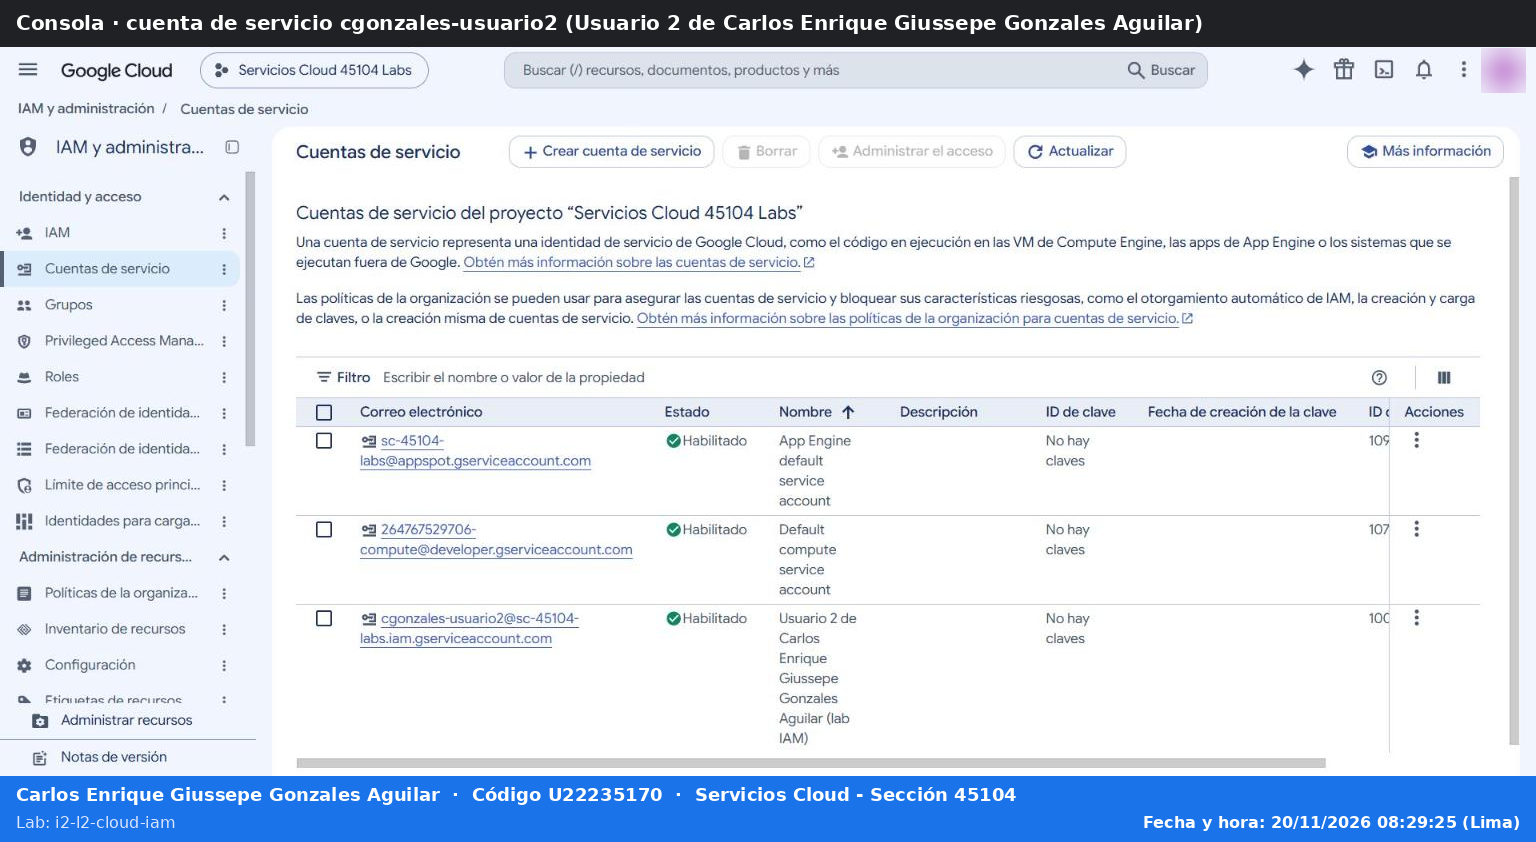 Consola · cuenta de servicio cgonzales-usuario2 (Usuario 2 de Carlos Enrique Giussepe Gonzales Aguilar)
Google Cloud
Servicios Cloud 45104 Labs
Buscar (/) recursos, documentos, productos y más
Buscar
IAM y administración / Cuentas de servicio
IAM y administra...
Identidad y acceso
IAM
Cuentas de servicio
Grupos
Privileged Access Mana...
Roles
Federación de identida...
Federación de identida...
Límite de acceso princi...
Identidades para carga...
Administración de recurs...
Políticas de la organiza...
Inventario de recursos
Configuración
Etiquetas de recursos
Administrar recursos
Notas de versión
Cuentas de servicio
Crear cuenta de servicio
Borrar
Administrar el acceso
Actualizar
Más información
Cuentas de servicio del proyecto “Servicios Cloud 45104 Labs”
Una cuenta de servicio representa una identidad de servicio de Google Cloud, como el código en ejecución en las VM de Compute Engine, las apps de App Engine o los sistemas que se
ejecutan fuera de Google. Obtén más información sobre las cuentas de servicio.
Las políticas de la organización se pueden usar para asegurar las cuentas de servicio y bloquear sus características riesgosas, como el otorgamiento automático de IAM, la creación y carga
de claves, o la creación misma de cuentas de servicio. Obtén más información sobre las políticas de la organización para cuentas de servicio.
Filtro Escribir el nombre o valor de la propiedad
Correo electrónico Estado Nombre Descripción ID de clave Fecha de creación de la clave ID Acciones
sc-45104- Habilitado App Engine No hay 109
labs@appspot.gserviceaccount.com default claves
service
account
264767529706- Habilitado Default No hay 107
compute@developer.gserviceaccount.com compute claves
service
account
cgonzales-usuario2@sc-45104- Habilitado Usuario 2 de No hay 100
labs.iam.gserviceaccount.com Carlos claves
Enrique
Giussepe
Gonzales
Aguilar (lab
IAM)
Carlos Enrique Giussepe Gonzales Aguilar · Código U22235170 · Servicios Cloud - Sección 45104
Lab: i2-l2-cloud-iam
Fecha y hora: 20/11/2026 08:29:25 (Lima)